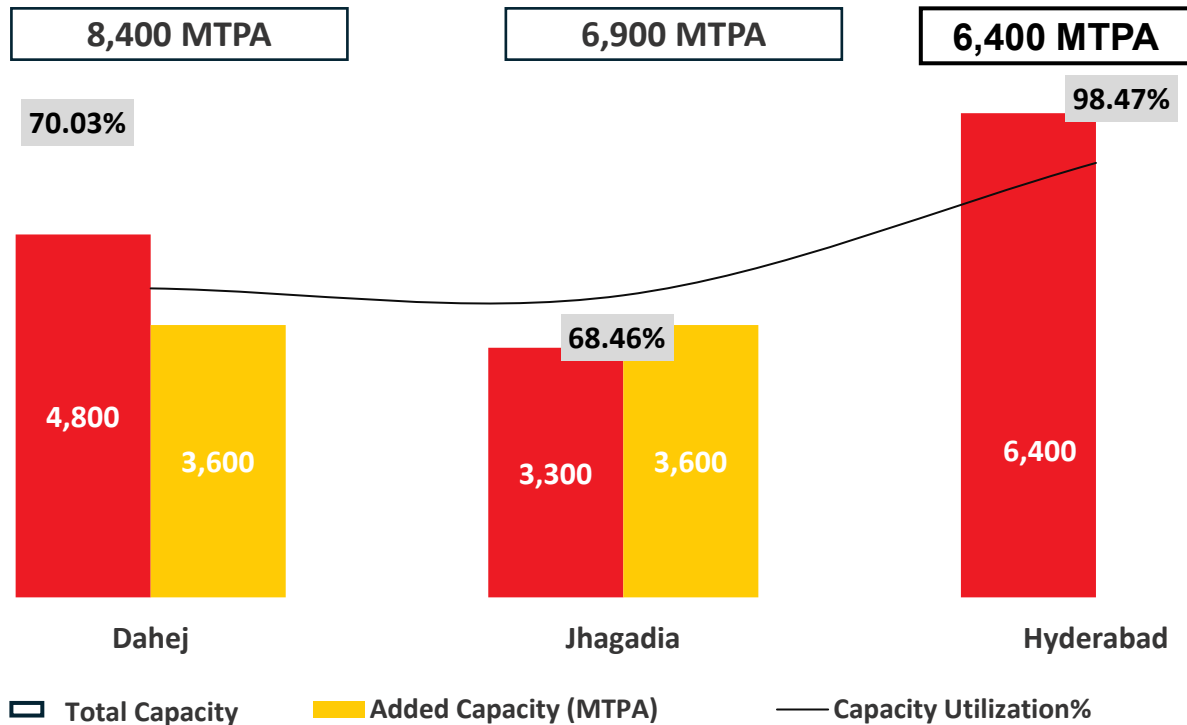 8,400 MTPA
6,900 MTPA
6,400 MTPA
70.03%
98.47%
68.46%
4,800
3,600
3,300
3,600
6,400
Dahej
Jhagadia
Hyderabad
Total Capacity
Added Capacity (MTPA)
Capacity Utilization%